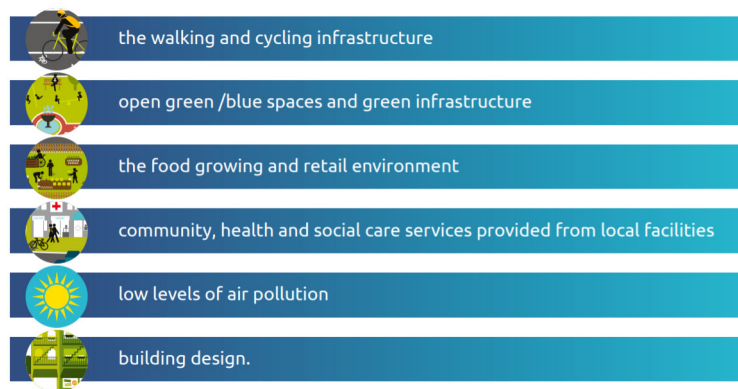 the walking and cycling infrastructure
open green /blue spaces and green infrastructure
the food growing and retail environment
community, health and social care services provided from local facilities
low levels of air pollution
building design.